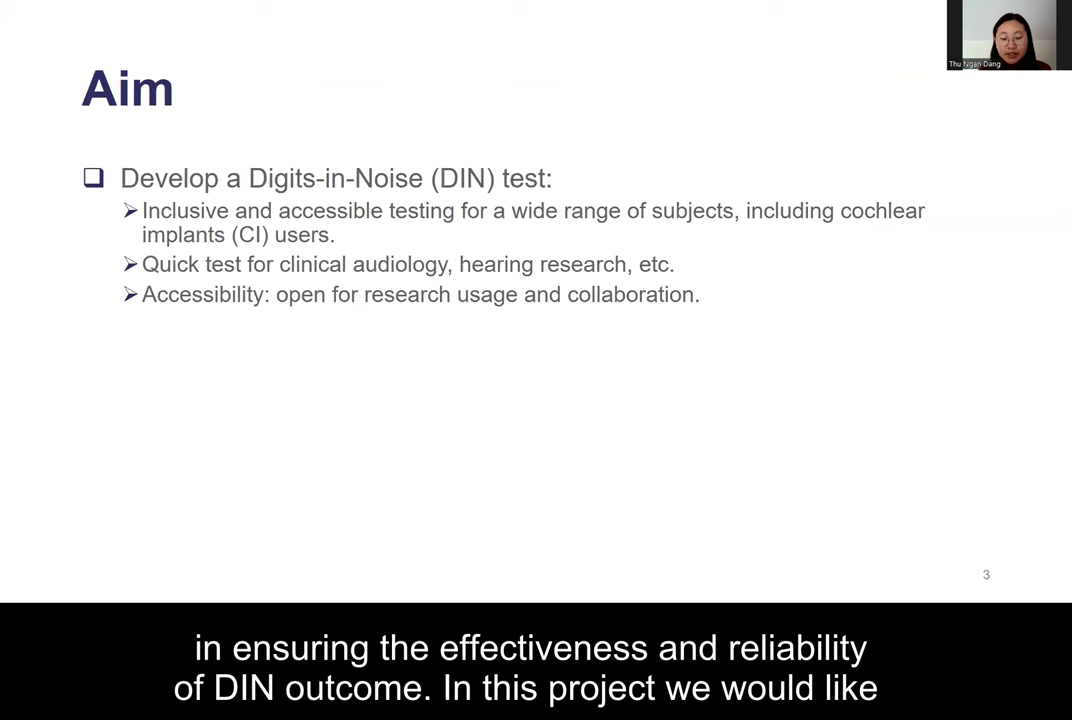 Thu Ngan Dang
Aim
Develop a Digits-in-Noise (DIN) test:
Inclusive and accessible testing for a wide range of subjects, including cochlear
implants (CI) users.
Quick test for clinical audiology, hearing research, etc.
Accessibility: open for research usage and collaboration.
3
in ensuring the effectiveness and reliability
of DIN outcome. In this project we would like